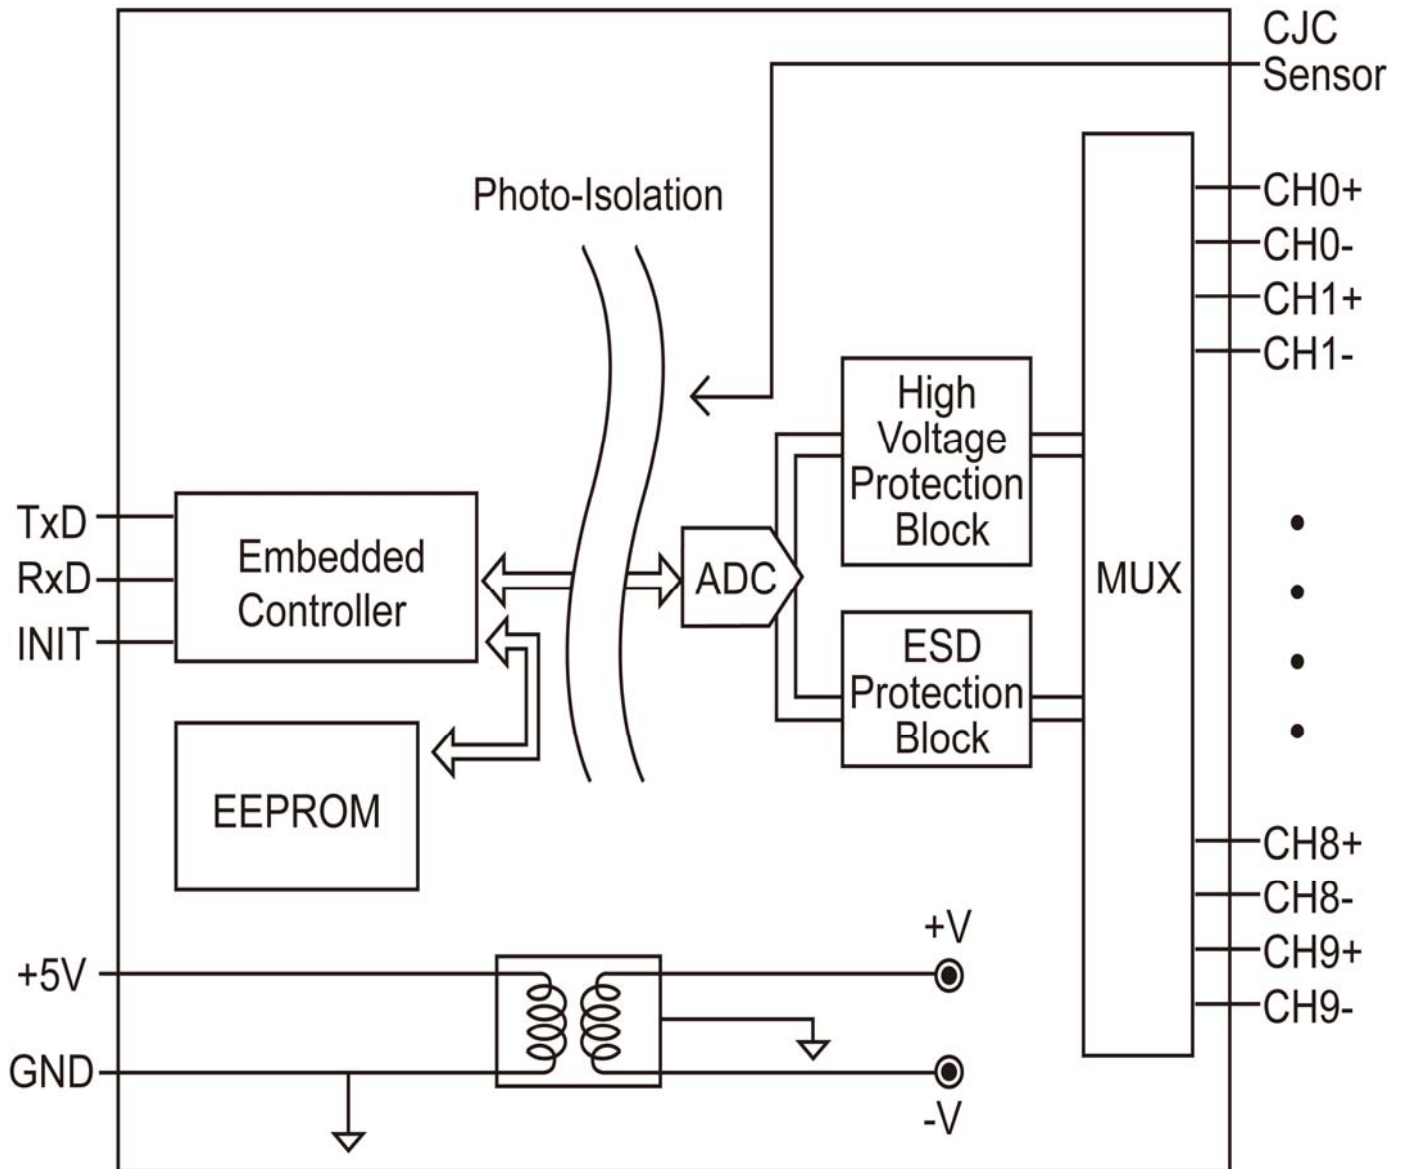 CJC
Sensor
Photo-Isolation
CH0+
CH0-
CH1+
CH1-
High
Voltage
Protection
Block
TxD
RxD
INIT
Embedded
Controller
ADC
MUX
ESD
Protection
Block
EEPROM
CH8+
CH8-
CH9+
CH9-
+5V
GND
+V
-V